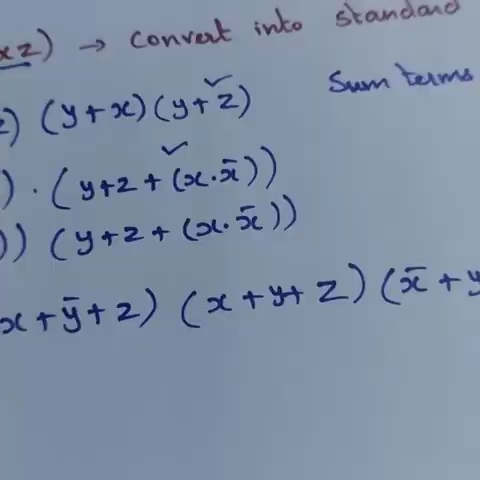 xz) → Convert into standard
Sum terms
z) (y+x)(y+z)
) . (y+z+(x.x̄))
)) (y+z+(x.x̄))
x+ȳ+z) (x+y+z) (x̄+y